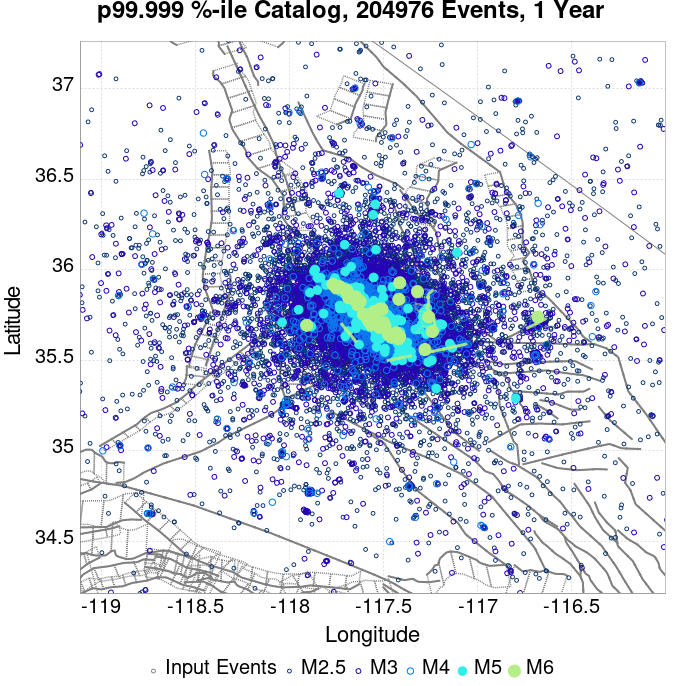 p99.999 %-ile Catalog, 204976 Events, 1 Year
37
36.5
36
35.5
35
34.5
Latitude
-119 -118.5 -118 -117.5 -117 -116.5
Longitude
Input Events M2.5 M3 M4 M5 M6